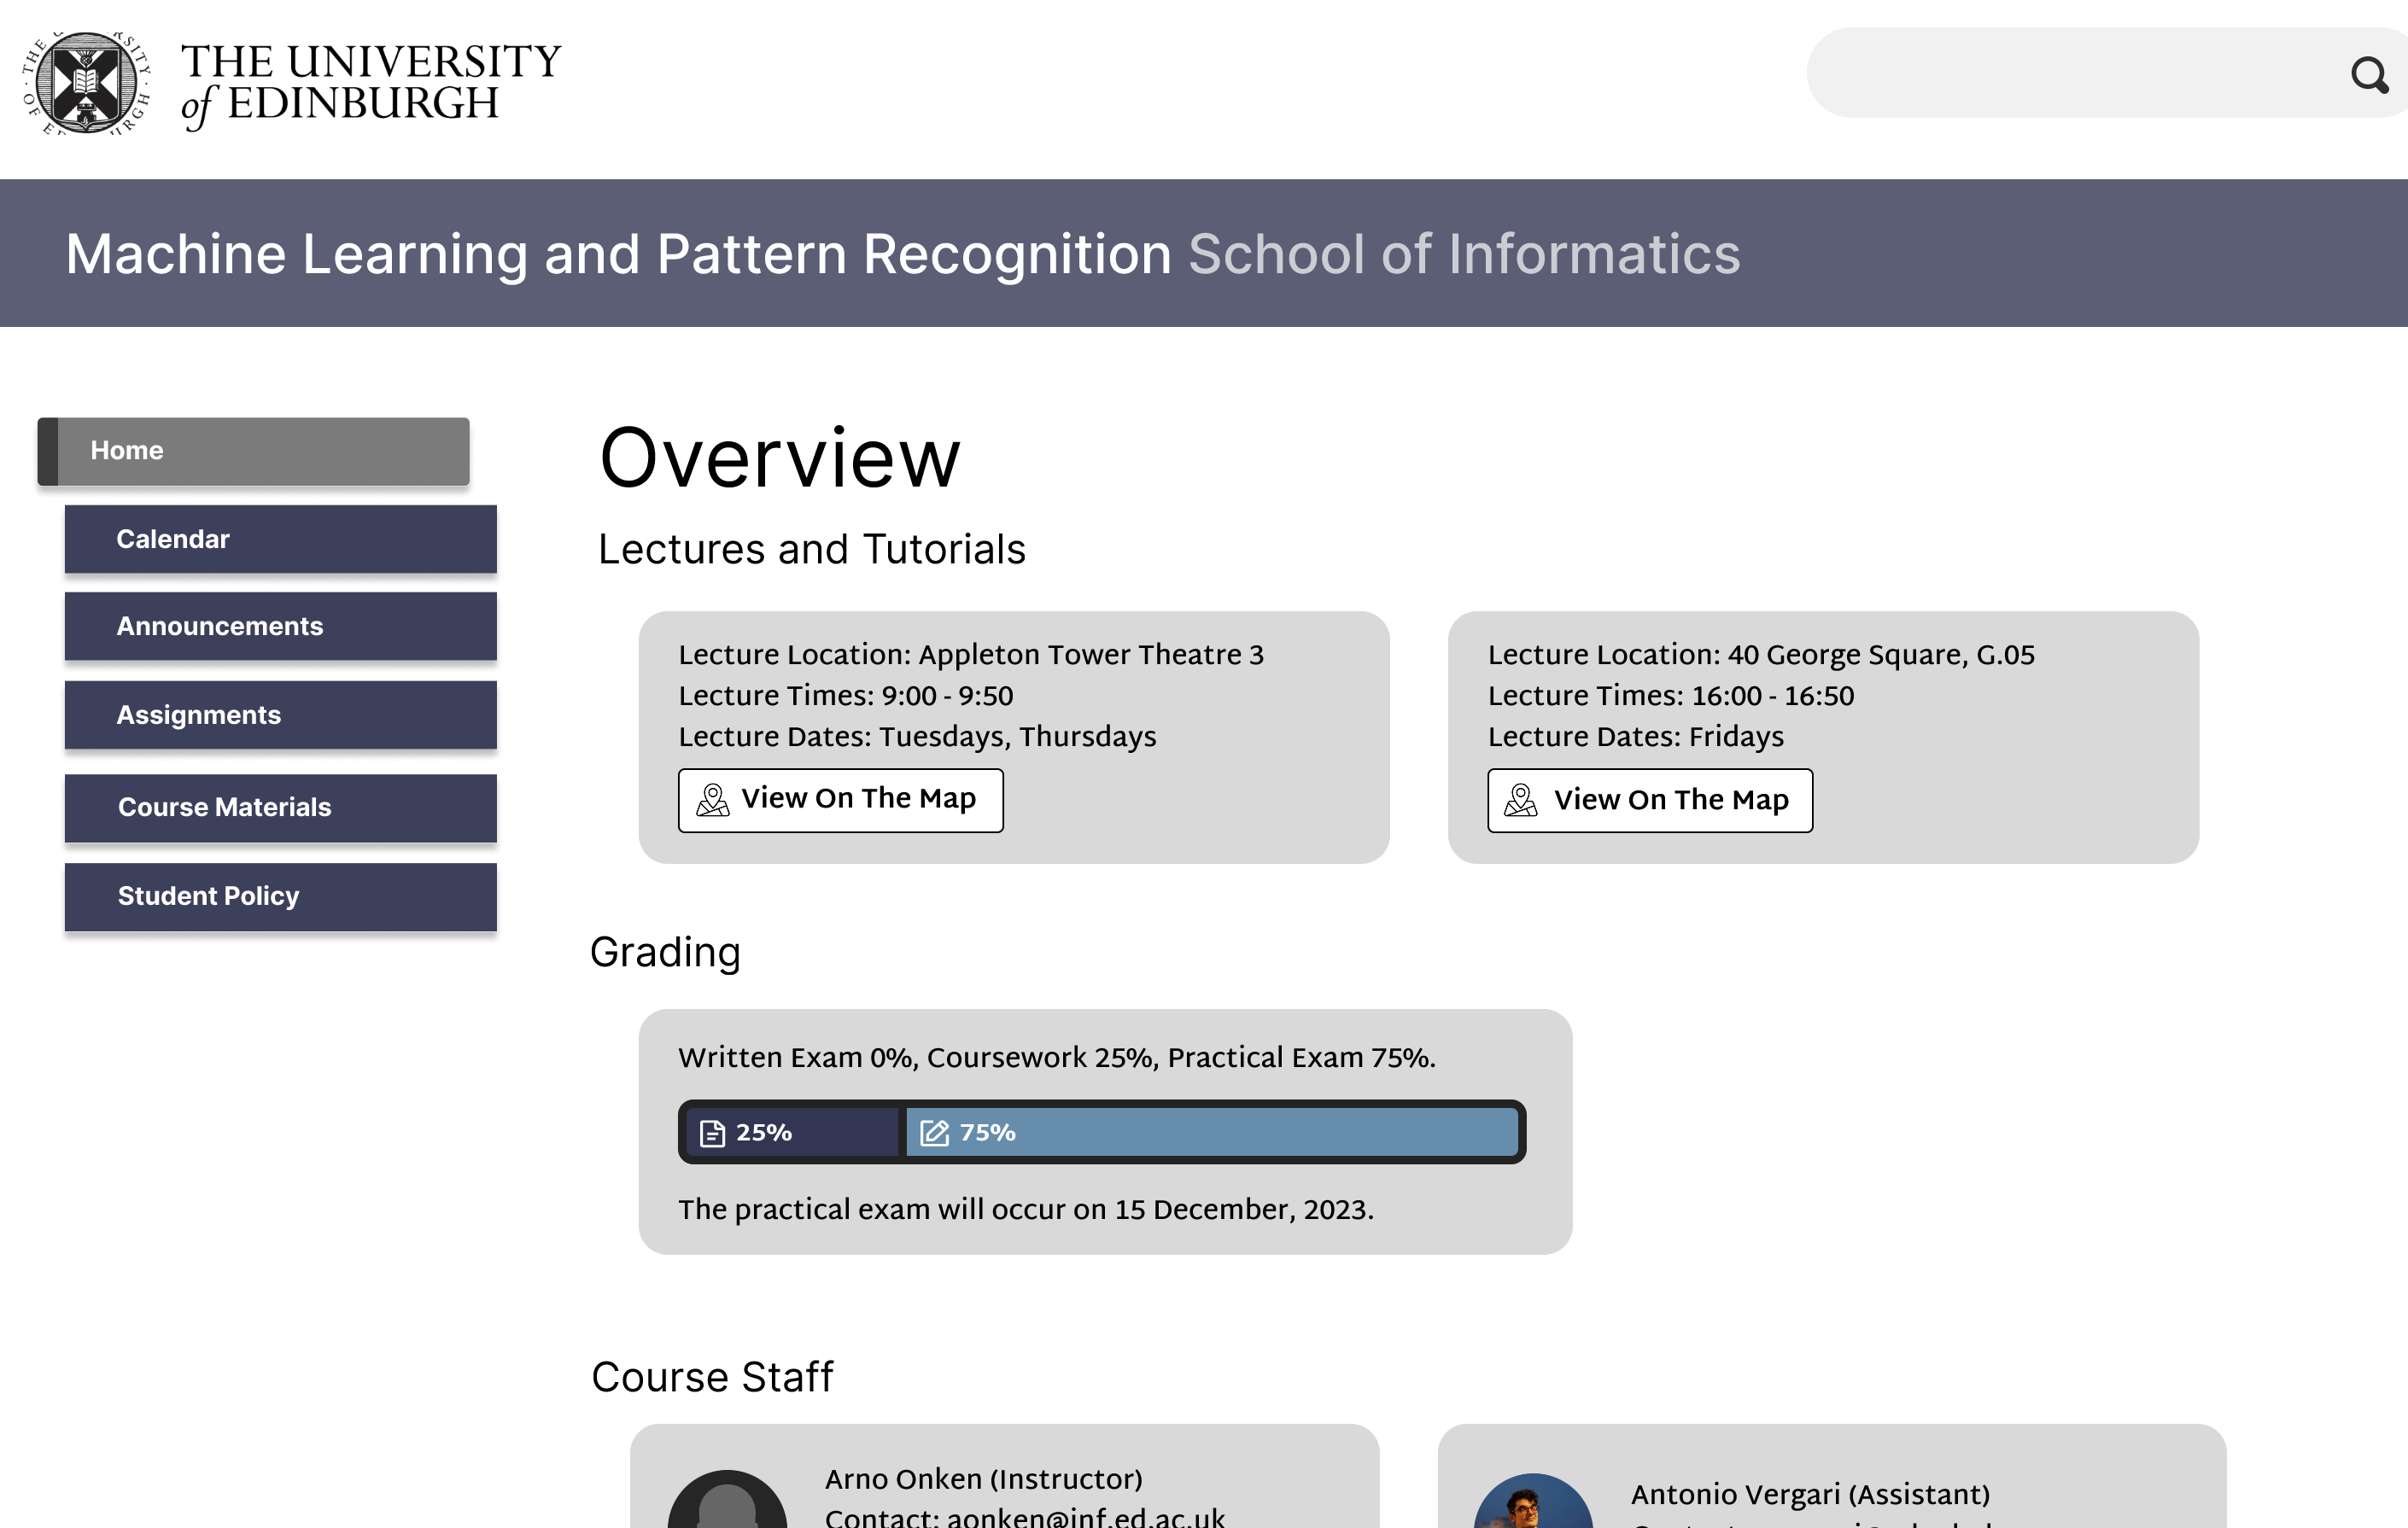 THE UNIVERSITY
of EDINBURGH
Machine Learning and Pattern Recognition School of Informatics
Home
Calendar
Announcements
Assignments
Course Materials
Student Policy
Overview
Lectures and Tutorials
Lecture Location: Appleton Tower Theatre 3
Lecture Times: 9:00 - 9:50
Lecture Dates: Tuesdays, Thursdays
View On The Map
Lecture Location: 40 George Square, G.05
Lecture Times: 16:00 - 16:50
Lecture Dates: Fridays
View On The Map
Grading
Written Exam 0%, Coursework 25%, Practical Exam 75%.
25%
75%
The practical exam will occur on 15 December, 2023.
Course Staff
Arno Onken (Instructor)
Contact: aonken@inf.ed.ac.uk
Antonio Vergari (Assistant)